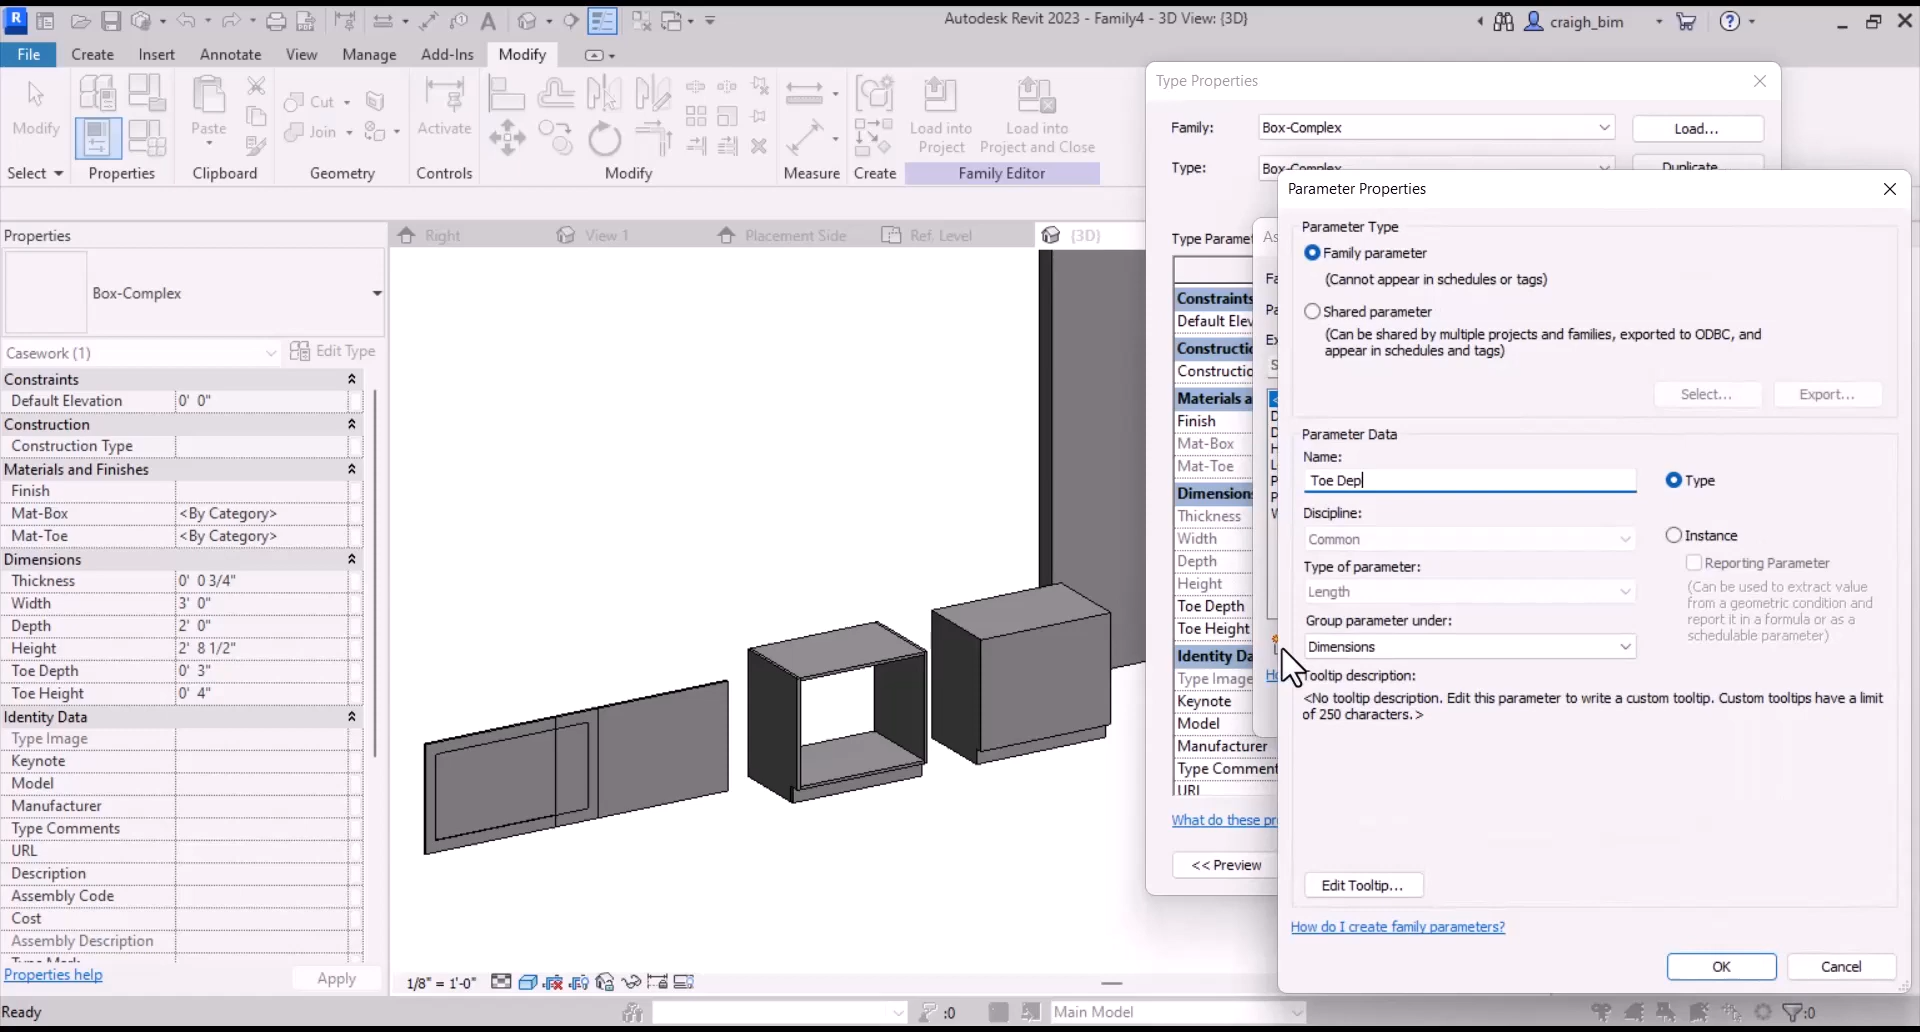 Autodesk Revit 2023 - Family4 - 3D View: {3D}
craigh_bim
File Create Insert Annotate View Manage Add-Ins Modify
Modify
Paste
Cut
Join
Activate
Load into Project
Load into Project and Close
Select Properties Clipboard Geometry Controls Modify Measure Create Family Editor
Properties
Right View 1 Placement Side Ref. Level {3D}
Box-Complex
Casework (1) Edit Type
Constraints
Default Elevation 0' 0"
Construction
Construction Type
Materials and Finishes
Finish
Mat-Box <By Category>
Mat-Toe <By Category>
Dimensions
Thickness 0' 0 3/4"
Width 3' 0"
Depth 2' 0"
Height 2' 8 1/2"
Toe Depth 0' 3"
Toe Height 0' 4"
Identity Data
Type Image
Keynote
Model
Manufacturer
Type Comments
URL
Description
Assembly Code
Cost
Assembly Description
Properties help Apply
1/8" = 1'-0"
Ready :0 Main Model :0
Type Properties
Family: Box-Complex Load...
Type: Box-Complex Duplicate...
Type Paramet
Constraints
Default Elev
Constructio
Constructio
Materials a
Finish
Mat-Box
Mat-Toe
Dimension
Thickness
Width
Depth
Height
Toe Depth
Toe Height
Identity Da
Type Image
Keynote
Model
Manufacturer
Type Comment
URL
What do these pr
<< Preview
Parameter Properties
Parameter Type
Family parameter
(Cannot appear in schedules or tags)
Shared parameter
(Can be shared by multiple projects and families, exported to ODBC, and
appear in schedules and tags)
Select... Export...
Parameter Data
Name:
Toe Dep
Type
Discipline:
Common
Instance
Reporting Parameter
(Can be used to extract value
from a geometric condition and
report it in a formula or as a
schedulable parameter)
Type of parameter:
Length
Group parameter under:
Dimensions
Tooltip description:
<No tooltip description. Edit this parameter to write a custom tooltip. Custom tooltips have a limit
of 250 characters.>
Edit Tooltip...
How do I create family parameters?
OK Cancel